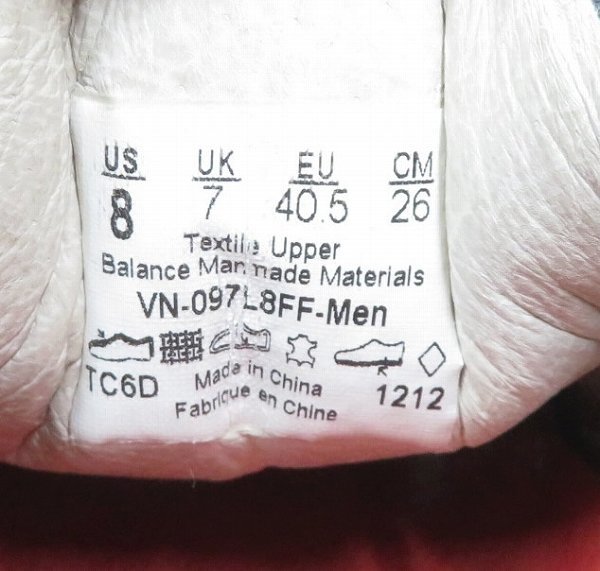 US UK EU CM
8 7 40.5 26
Textile Upper
Balance Man made Materials
VN-097L8FF-Men
TC6D Made in China 1212
Fabrique en Chine